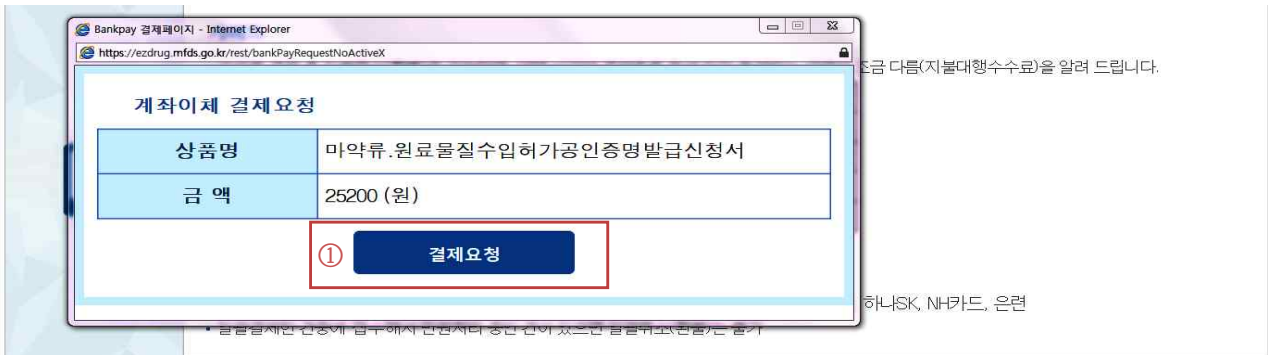 Bankpay 결제페이지 - Internet Explorer
https://ezdrug.mfds.go.kr/rest/bankPayRequestNoActiveX
조금 다름(지불대행수수료)을 알려 드립니다.
계좌이체 결제요청
상품명 마약류.원료물질수입허가공인증명발급신청서
금 액 25200 (원)
① 결제요청
하나SK, NH카드, 은련